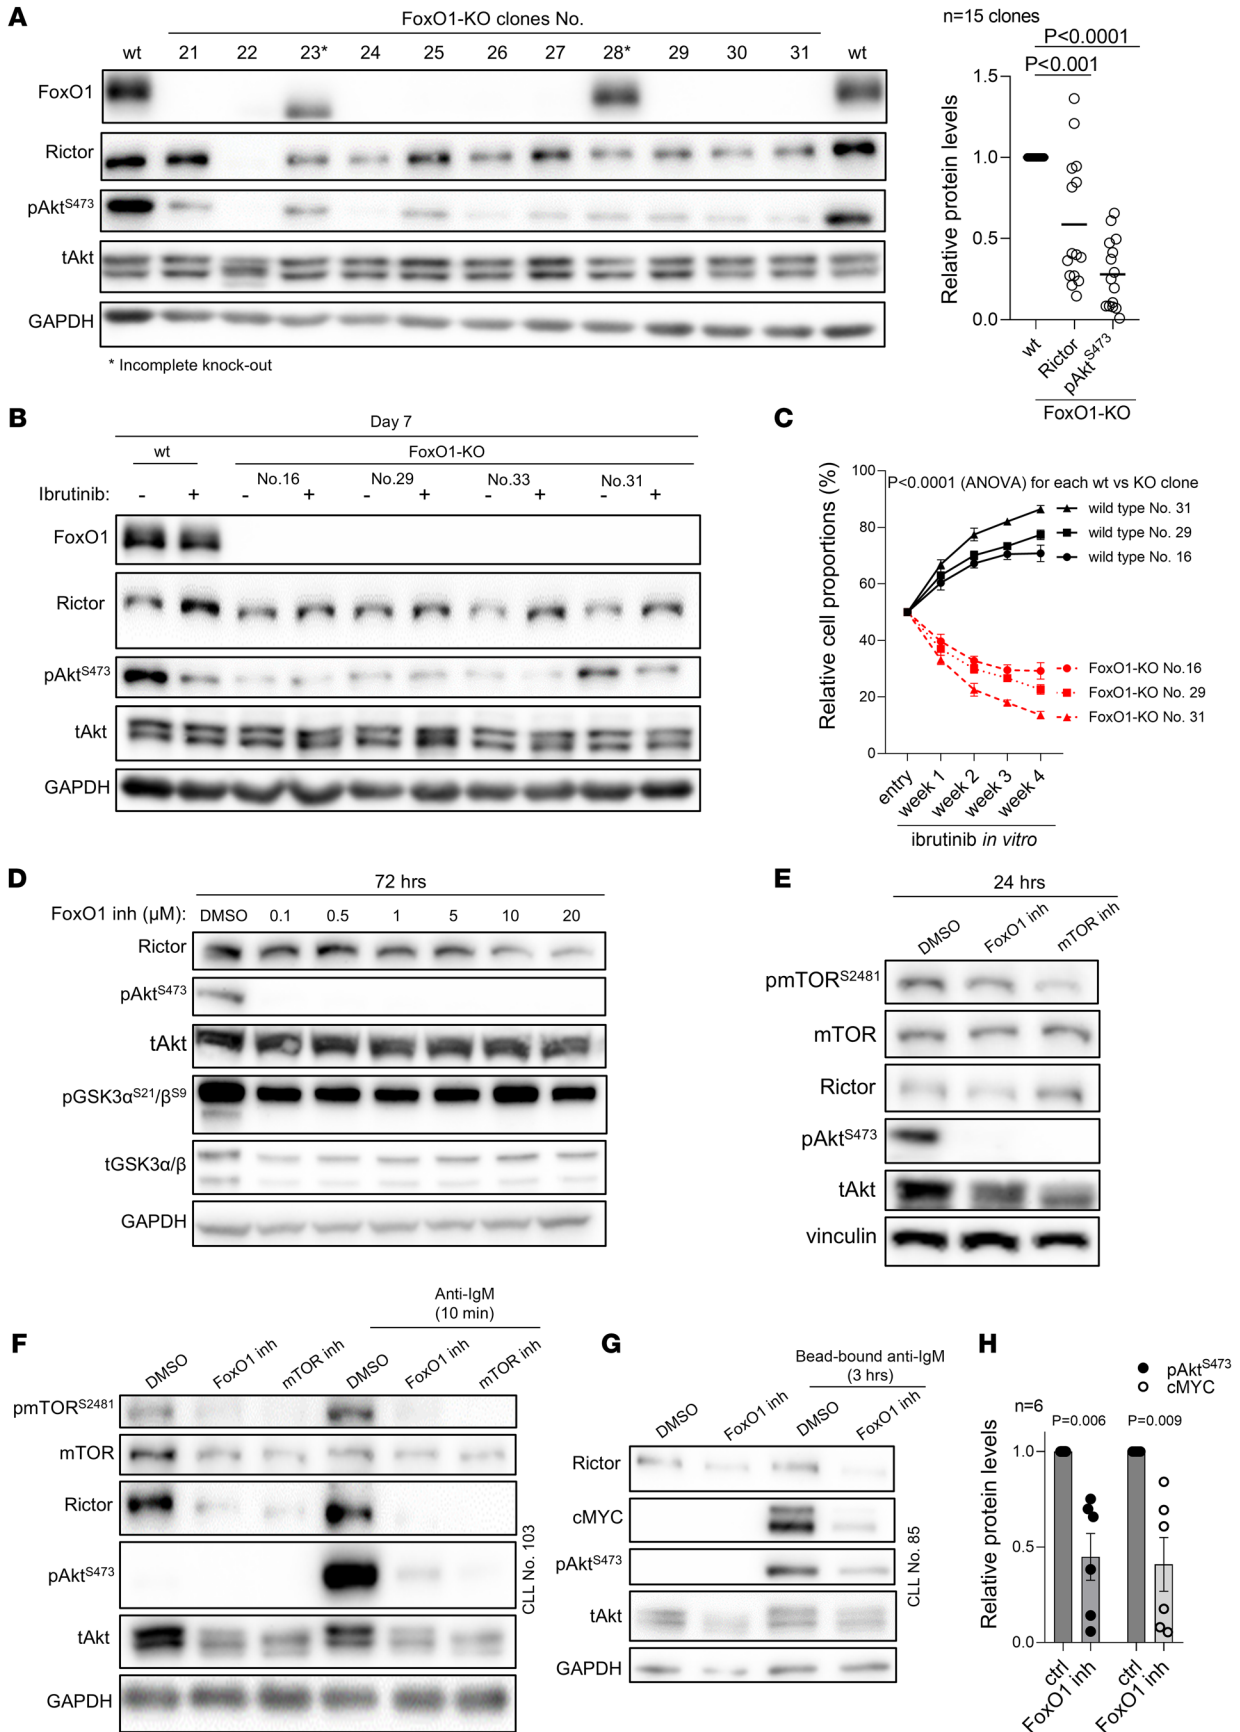 A
FoxO1-KO clones No.
wt 21 22 23* 24 25 26 27 28* 29 30 31 wt
FoxO1
Rictor
pAktS473
tAkt
GAPDH
* Incomplete knock-out
n=15 clones
P<0.0001
P<0.001
Relative protein levels
1.5
1.0
0.5
0.0
wt
Rictor
pAktS473
FoxO1-KO
B
Day 7
wt FoxO1-KO
No.16 No.29 No.33 No.31
Ibrutinib: - + - + - + - + - +
FoxO1
Rictor
pAktS473
tAkt
GAPDH
C
Relative cell proportions (%)
100
80
60
40
20
0
P<0.0001 (ANOVA) for each wt vs KO clone
wild type No. 31
wild type No. 29
wild type No. 16
FoxO1-KO No.16
FoxO1-KO No. 29
FoxO1-KO No. 31
entry
week 1
week 2
week 3
week 4
ibrutinib in vitro
D
72 hrs
FoxO1 inh (µM): DMSO 0.1 0.5 1 5 10 20
Rictor
pAktS473
tAkt
pGSK3αS21/βS9
tGSK3α/β
GAPDH
E
24 hrs
DMSO FoxO1 inh mTOR inh
pmTORS2481
mTOR
Rictor
pAktS473
tAkt
vinculin
F
Anti-IgM
(10 min)
DMSO FoxO1 inh mTOR inh DMSO FoxO1 inh mTOR inh
pmTORS2481
mTOR
Rictor
pAktS473
tAkt
GAPDH
CLL No. 103
G
Bead-bound anti-IgM
(3 hrs)
DMSO FoxO1 inh DMSO FoxO1 inh
Rictor
cMYC
pAktS473
tAkt
GAPDH
CLL No. 85
H
pAktS473
cMYC
n=6
P=0.006 P=0.009
Relative protein levels
1.0
0.5
0.0
ctrl
FoxO1 inh
ctrl
FoxO1 inh